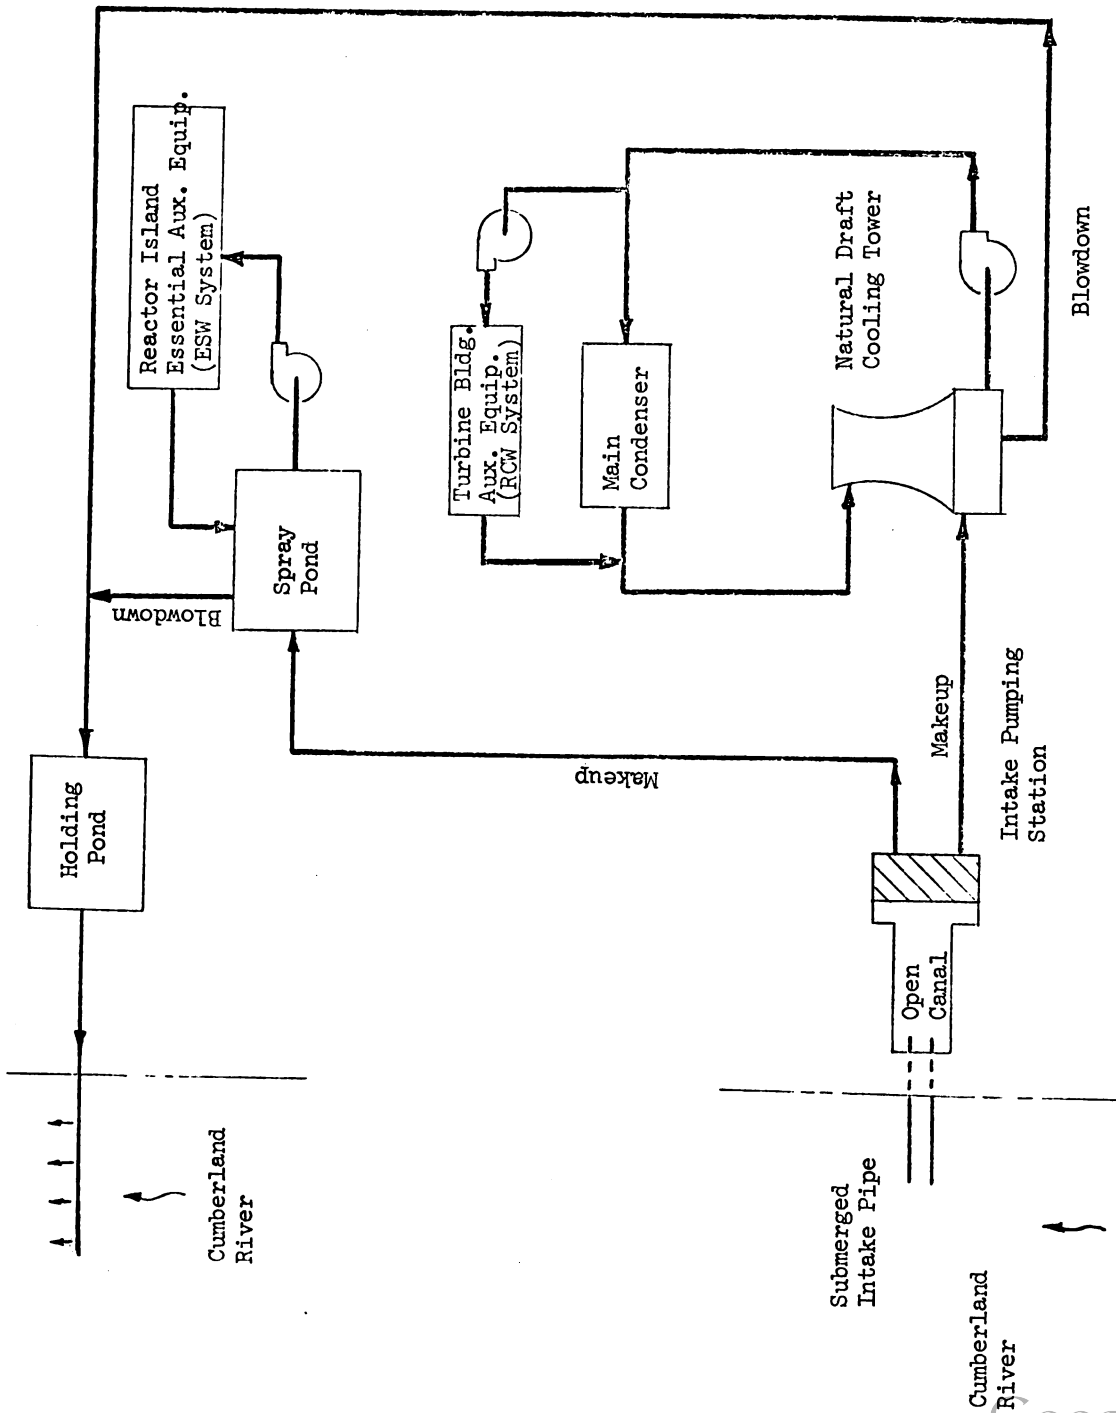 Reactor Island
Essential Aux. Equip.
(ESW System)
Holding
Pond
Blowdown
Spray
Pond
Turbine Bldg.
Aux. Equip.
(RCW System)
Main
Condenser
Natural Draft
Cooling Tower
Blowdown
Makeup
Makeup
Intake Pumping
Station
Open
Canal
Cumberland
River
Submerged
Intake Pipe
Cumberland
River